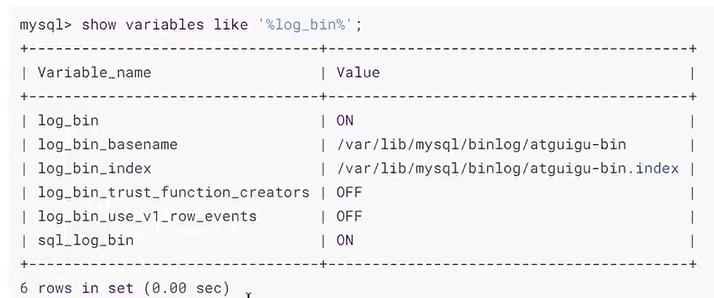 mysql> show variables like '%log_bin%';
+---------------------------------+---------------------------------------+
| Variable_name | Value |
+---------------------------------+---------------------------------------+
| log_bin | ON |
| log_bin_basename | /var/lib/mysql/binlog/atguigu-bin |
| log_bin_index | /var/lib/mysql/binlog/atguigu-bin.index |
| log_bin_trust_function_creators | OFF |
| log_bin_use_v1_row_events | OFF |
| sql_log_bin | ON |
+---------------------------------+---------------------------------------+
6 rows in set (0.00 sec)